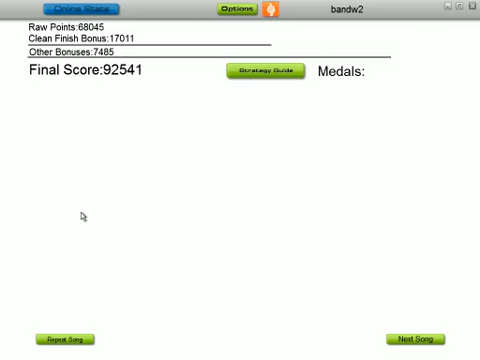 Online Stats
Options
bandw2
Raw Points:68045
Clean Finish Bonus:17011
Other Bonuses:7485
Final Score:92541
Strategy Guide
Medals:
Repeat Song
Next Song